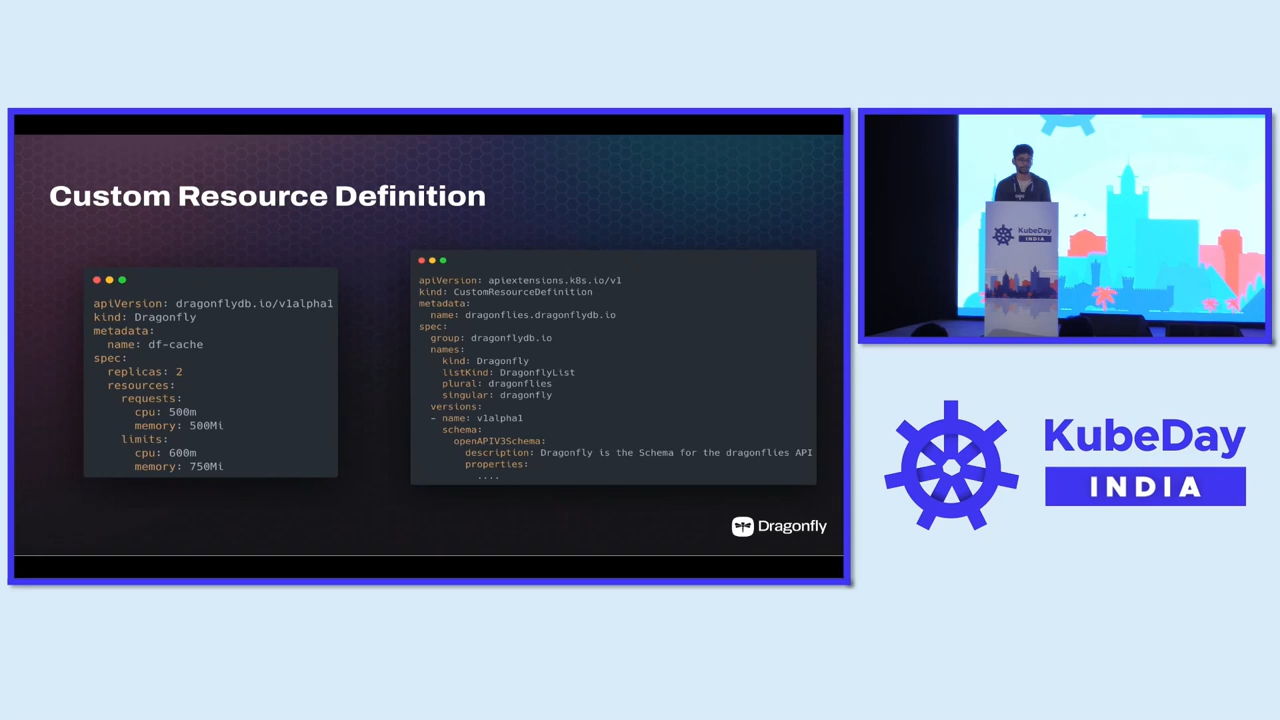 Custom Resource Definition
apiVersion: dragonflydb.io/v1alpha1
kind: Dragonfly
metadata:
  name: df-cache
spec:
  replicas: 2
  resources:
    requests:
      cpu: 500m
      memory: 500Mi
    limits:
      cpu: 600m
      memory: 750Mi
apiVersion: apiextensions.k8s.io/v1
kind: CustomResourceDefinition
metadata:
  name: dragonflies.dragonflydb.io
spec:
  group: dragonflydb.io
  names:
    kind: Dragonfly
    listKind: DragonflyList
    plural: dragonflies
    singular: dragonfly
  versions:
  - name: v1alpha1
    schema:
      openAPIV3Schema:
        description: Dragonfly is the Schema for the dragonflies API
        properties:
          ....
Dragonfly
KubeDay
INDIA
KubeDay
INDIA